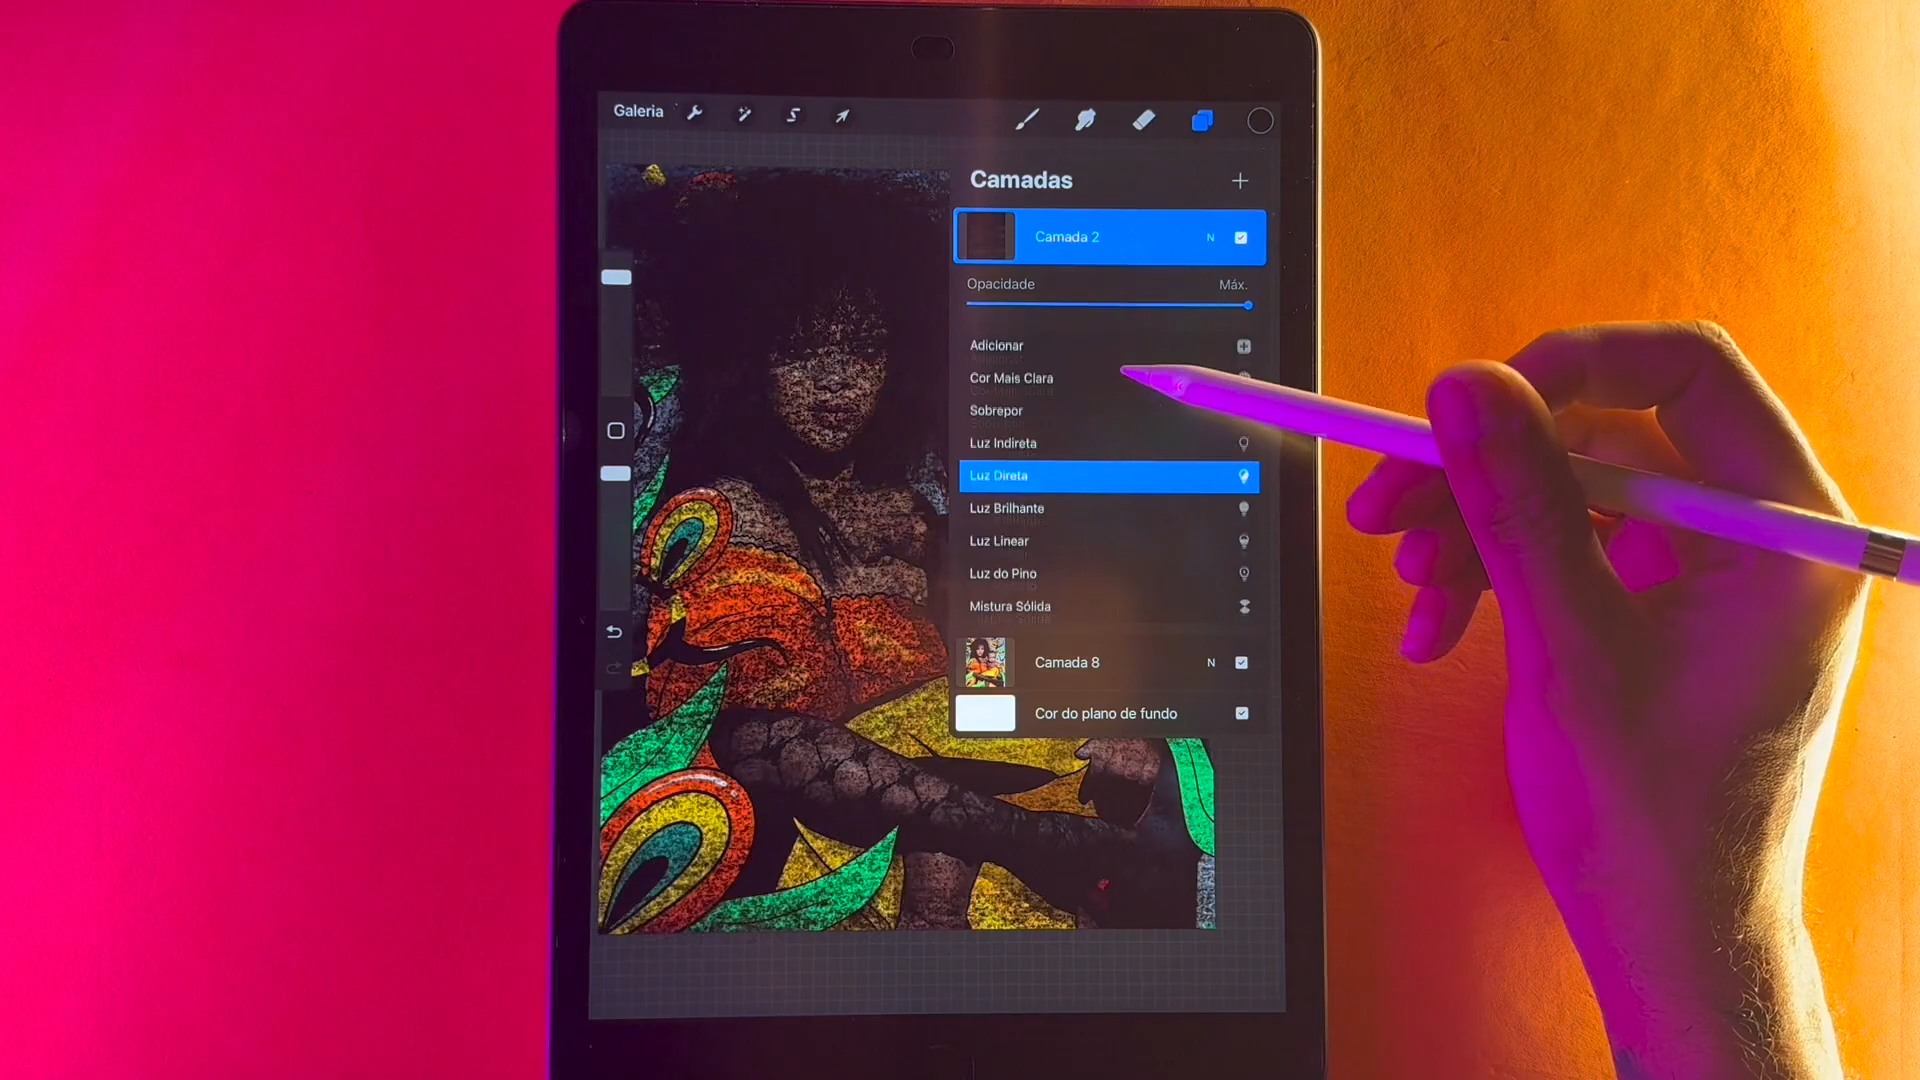 Galeria
Camadas
Camada 2 N
Opacidade Máx.
Adicionar
Cor Mais Clara
Sobrepor
Luz Indireta
Luz Direta
Luz Brilhante
Luz Linear
Luz do Pino
Mistura Sólida
Camada 8 N
Cor do plano de fundo